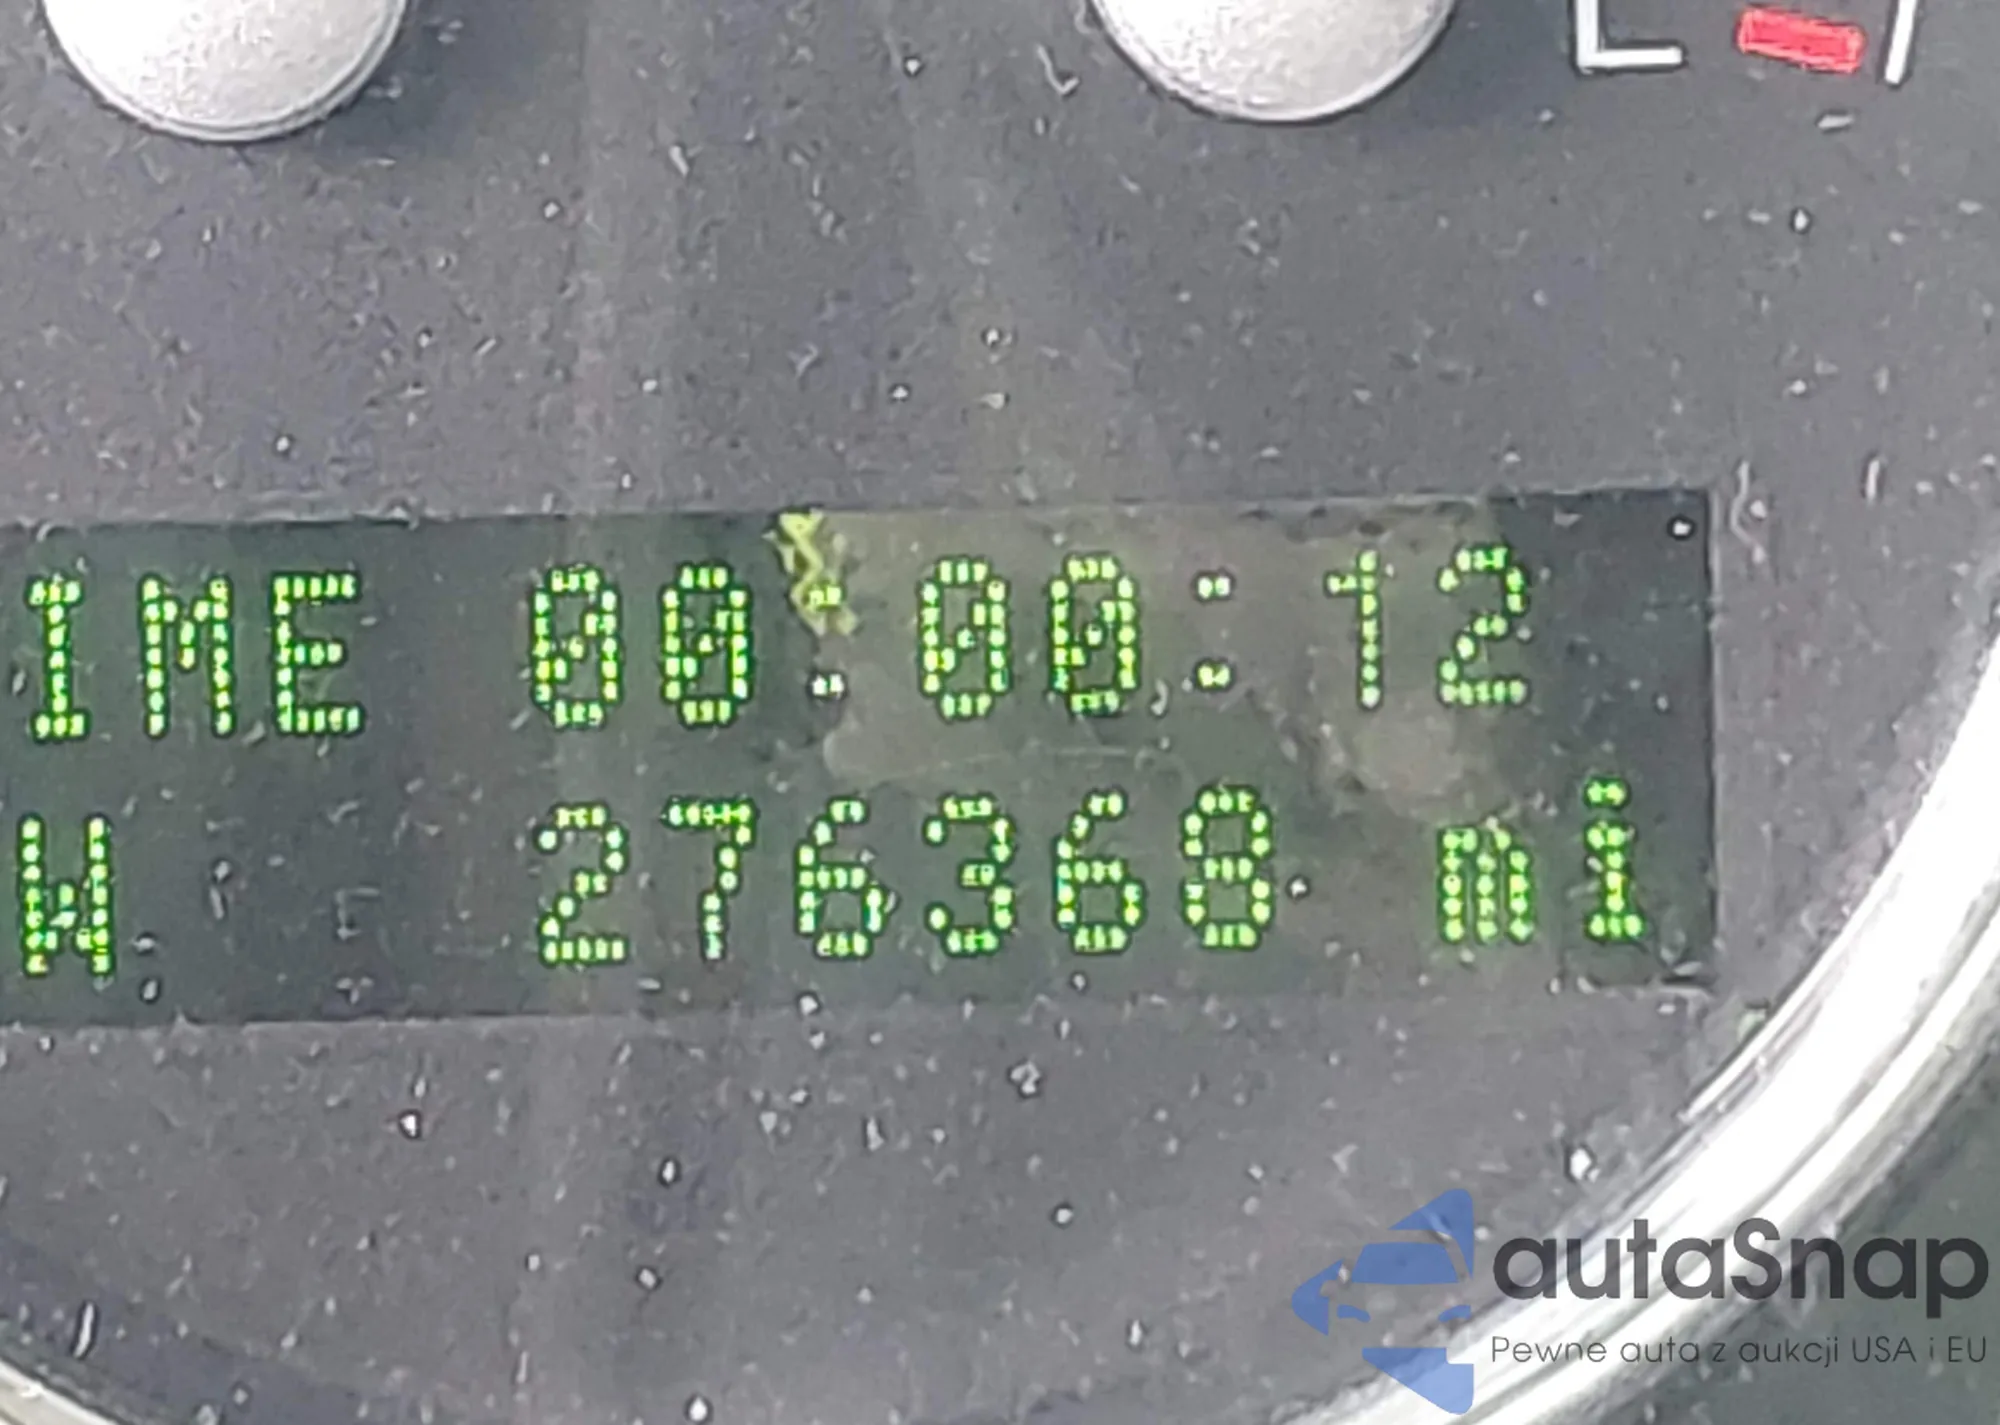 IME 00:00:12
W 276368 mi
autaSnap
Pewne auta z aukcji USA i EU